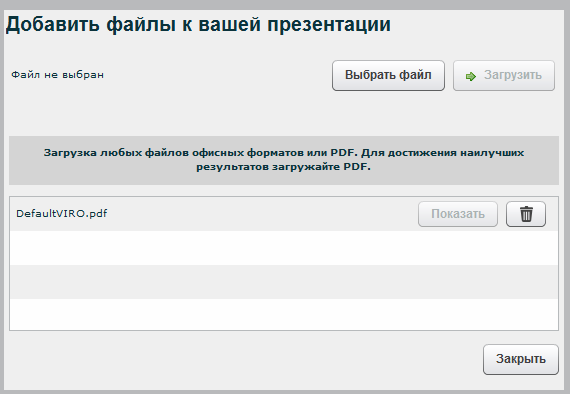 Добавить файлы к вашей презентации
Файл не выбран
Выбрать файл
Загрузить
Загрузка любых файлов офисных форматов или PDF. Для достижения наилучших
результатов загружайте PDF.
DefaultVIRO.pdf
Показать
Закрыть